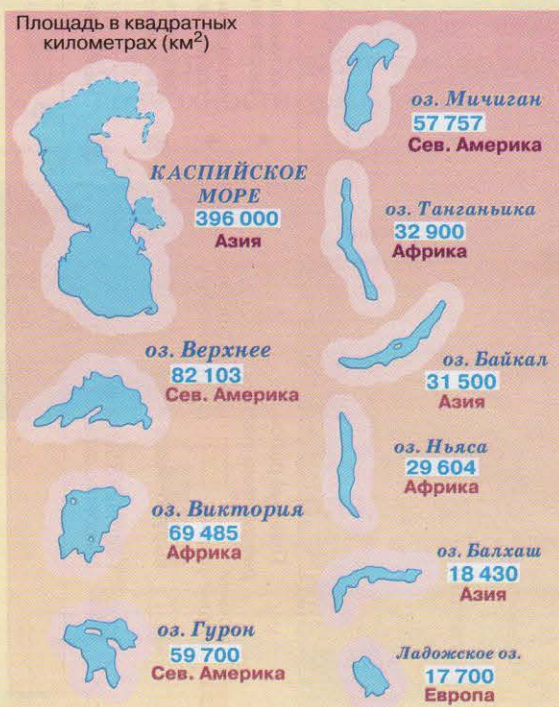 Площадь в квадратных
километрах (км²)
КАСПИЙСКОЕ
МОРЕ
396 000
Азия
оз. Верхнее
82 103
Сев. Америка
оз. Виктория
69 485
Африка
оз. Гурон
59 700
Сев. Америка
оз. Мичиган
57 757
Сев. Америка
оз. Танганьика
32 900
Африка
оз. Байкал
31 500
Азия
оз. Ньяса
29 604
Африка
оз. Балхаш
18 430
Азия
Ладожское оз.
17 700
Европа